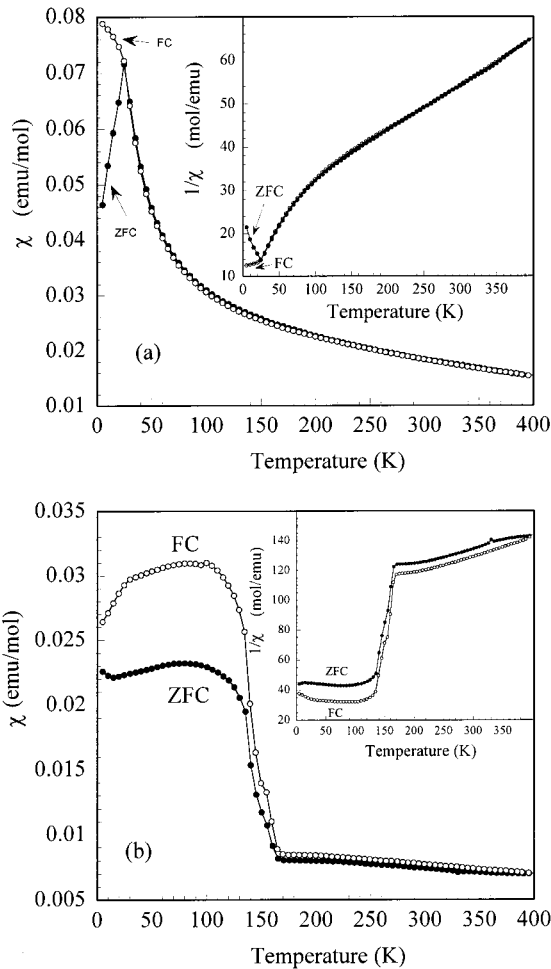 0.08
0.07
0.06
0.05
0.04
0.03
0.02
0.01
χ (emu/mol)
FC
ZFC
(a)
0 50 100 150 200 250 300 350 400
Temperature (K)
60
50
40
30
20
10
1/χ (mol/emu)
ZFC
FC
0 50 100 150 200 250 300 350
Temperature (K)
0.035
0.03
0.025
0.02
0.015
0.01
0.005
χ (emu/mol)
FC
ZFC
(b)
0 50 100 150 200 250 300 350 400
Temperature (K)
140
120
100
80
60
40
20
1/χ (mol/emu)
ZFC
FC
0 50 100 150 200 250 300 350 400
Temperature (K)